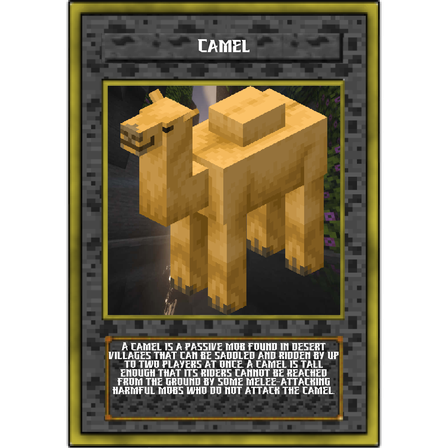 CAMEL
A CAMEL IS A PASSIVE MOB FOUND IN DESERT
VILLAGES THAT CAN BE SADDLED AND RIDDEN BY UP
TO TWO PLAYERS AT ONCE. A CAMEL IS TALL
ENOUGH THAT ITS RIDERS CANNOT BE REACHED
FROM THE GROUND BY SOME MELEE-ATTACKING
HARMFUL MOBS WHO DO NOT ATTACK THE CAMEL.